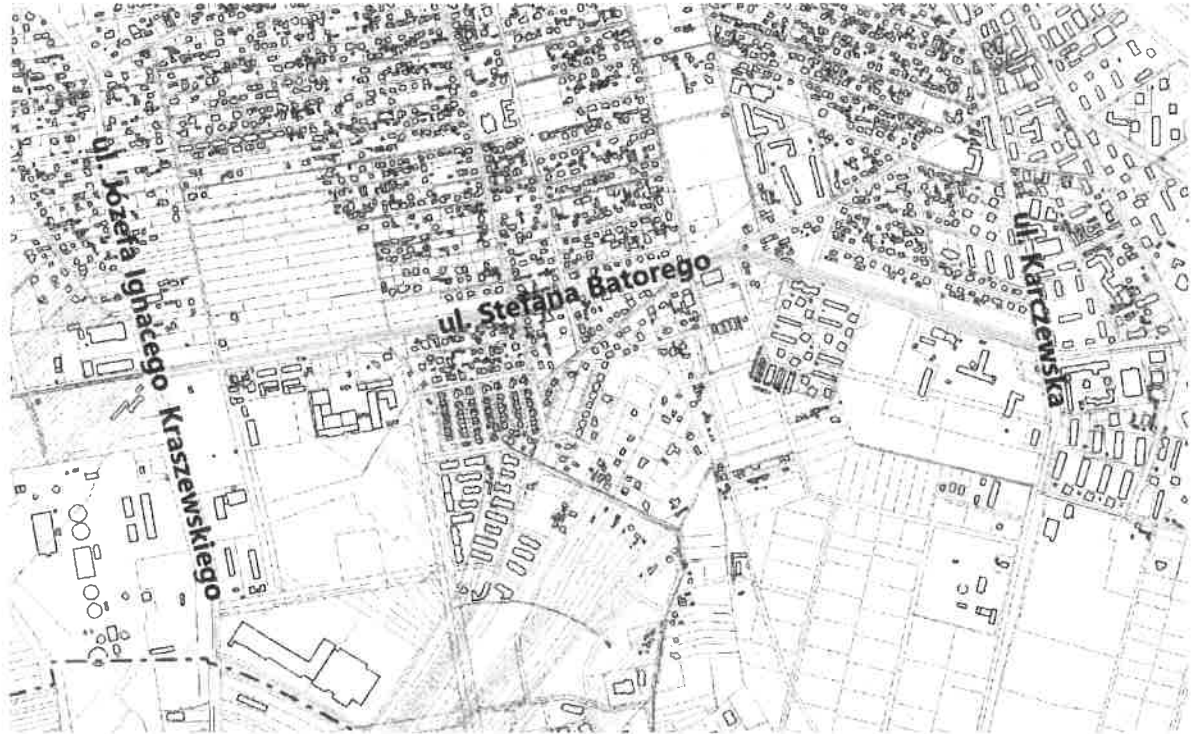 ul. Józefa Ignacego Kraszewskiego
ul. Stefana Batorego
ul. Karczewska